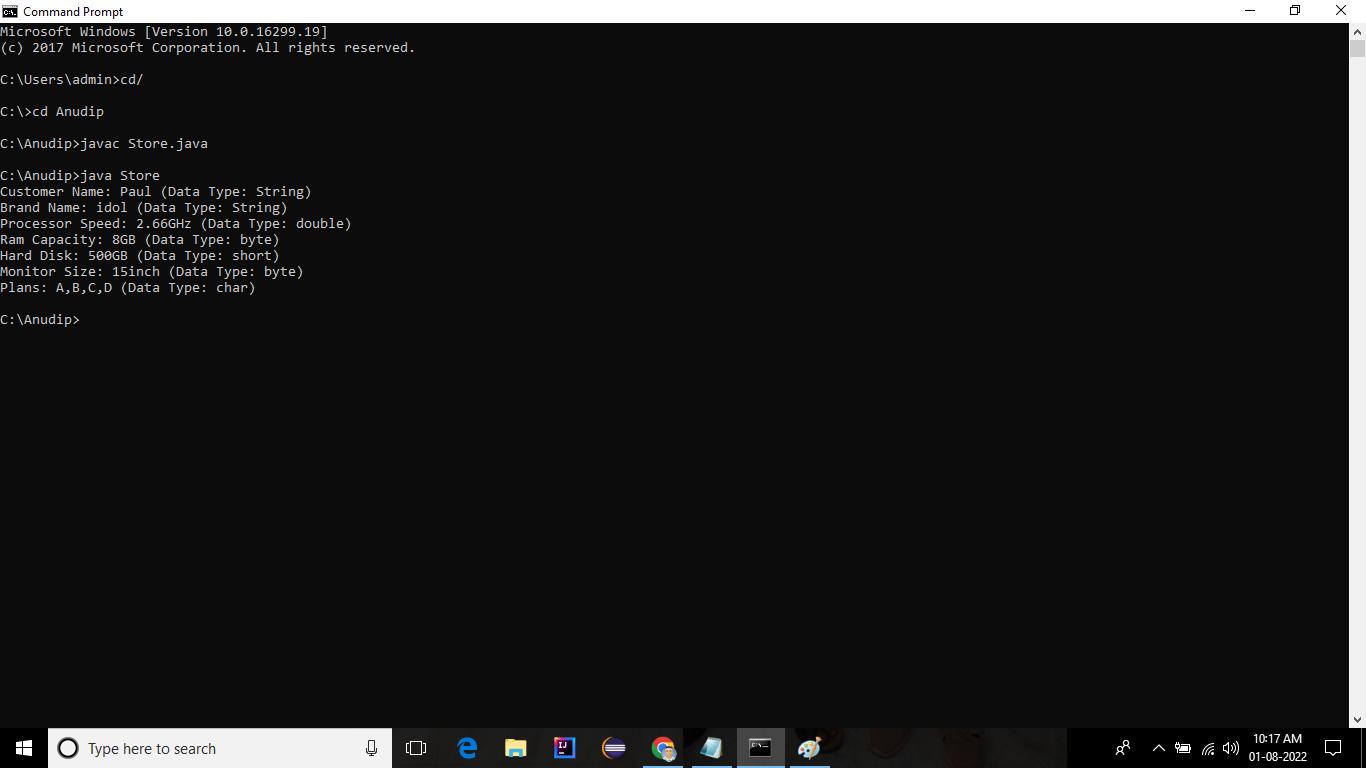 Command Prompt
Microsoft Windows [Version 10.0.16299.19]
(c) 2017 Microsoft Corporation. All rights reserved.
C:\Users\admin>cd/
C:\>cd Anudip
C:\Anudip>javac Store.java
C:\Anudip>java Store
Customer Name: Paul (Data Type: String)
Brand Name: idol (Data Type: String)
Processor Speed: 2.66GHz (Data Type: double)
Ram Capacity: 8GB (Data Type: byte)
Hard Disk: 500GB (Data Type: short)
Monitor Size: 15inch (Data Type: byte)
Plans: A,B,C,D (Data Type: char)
C:\Anudip>
Type here to search
10:17 AM
01-08-2022